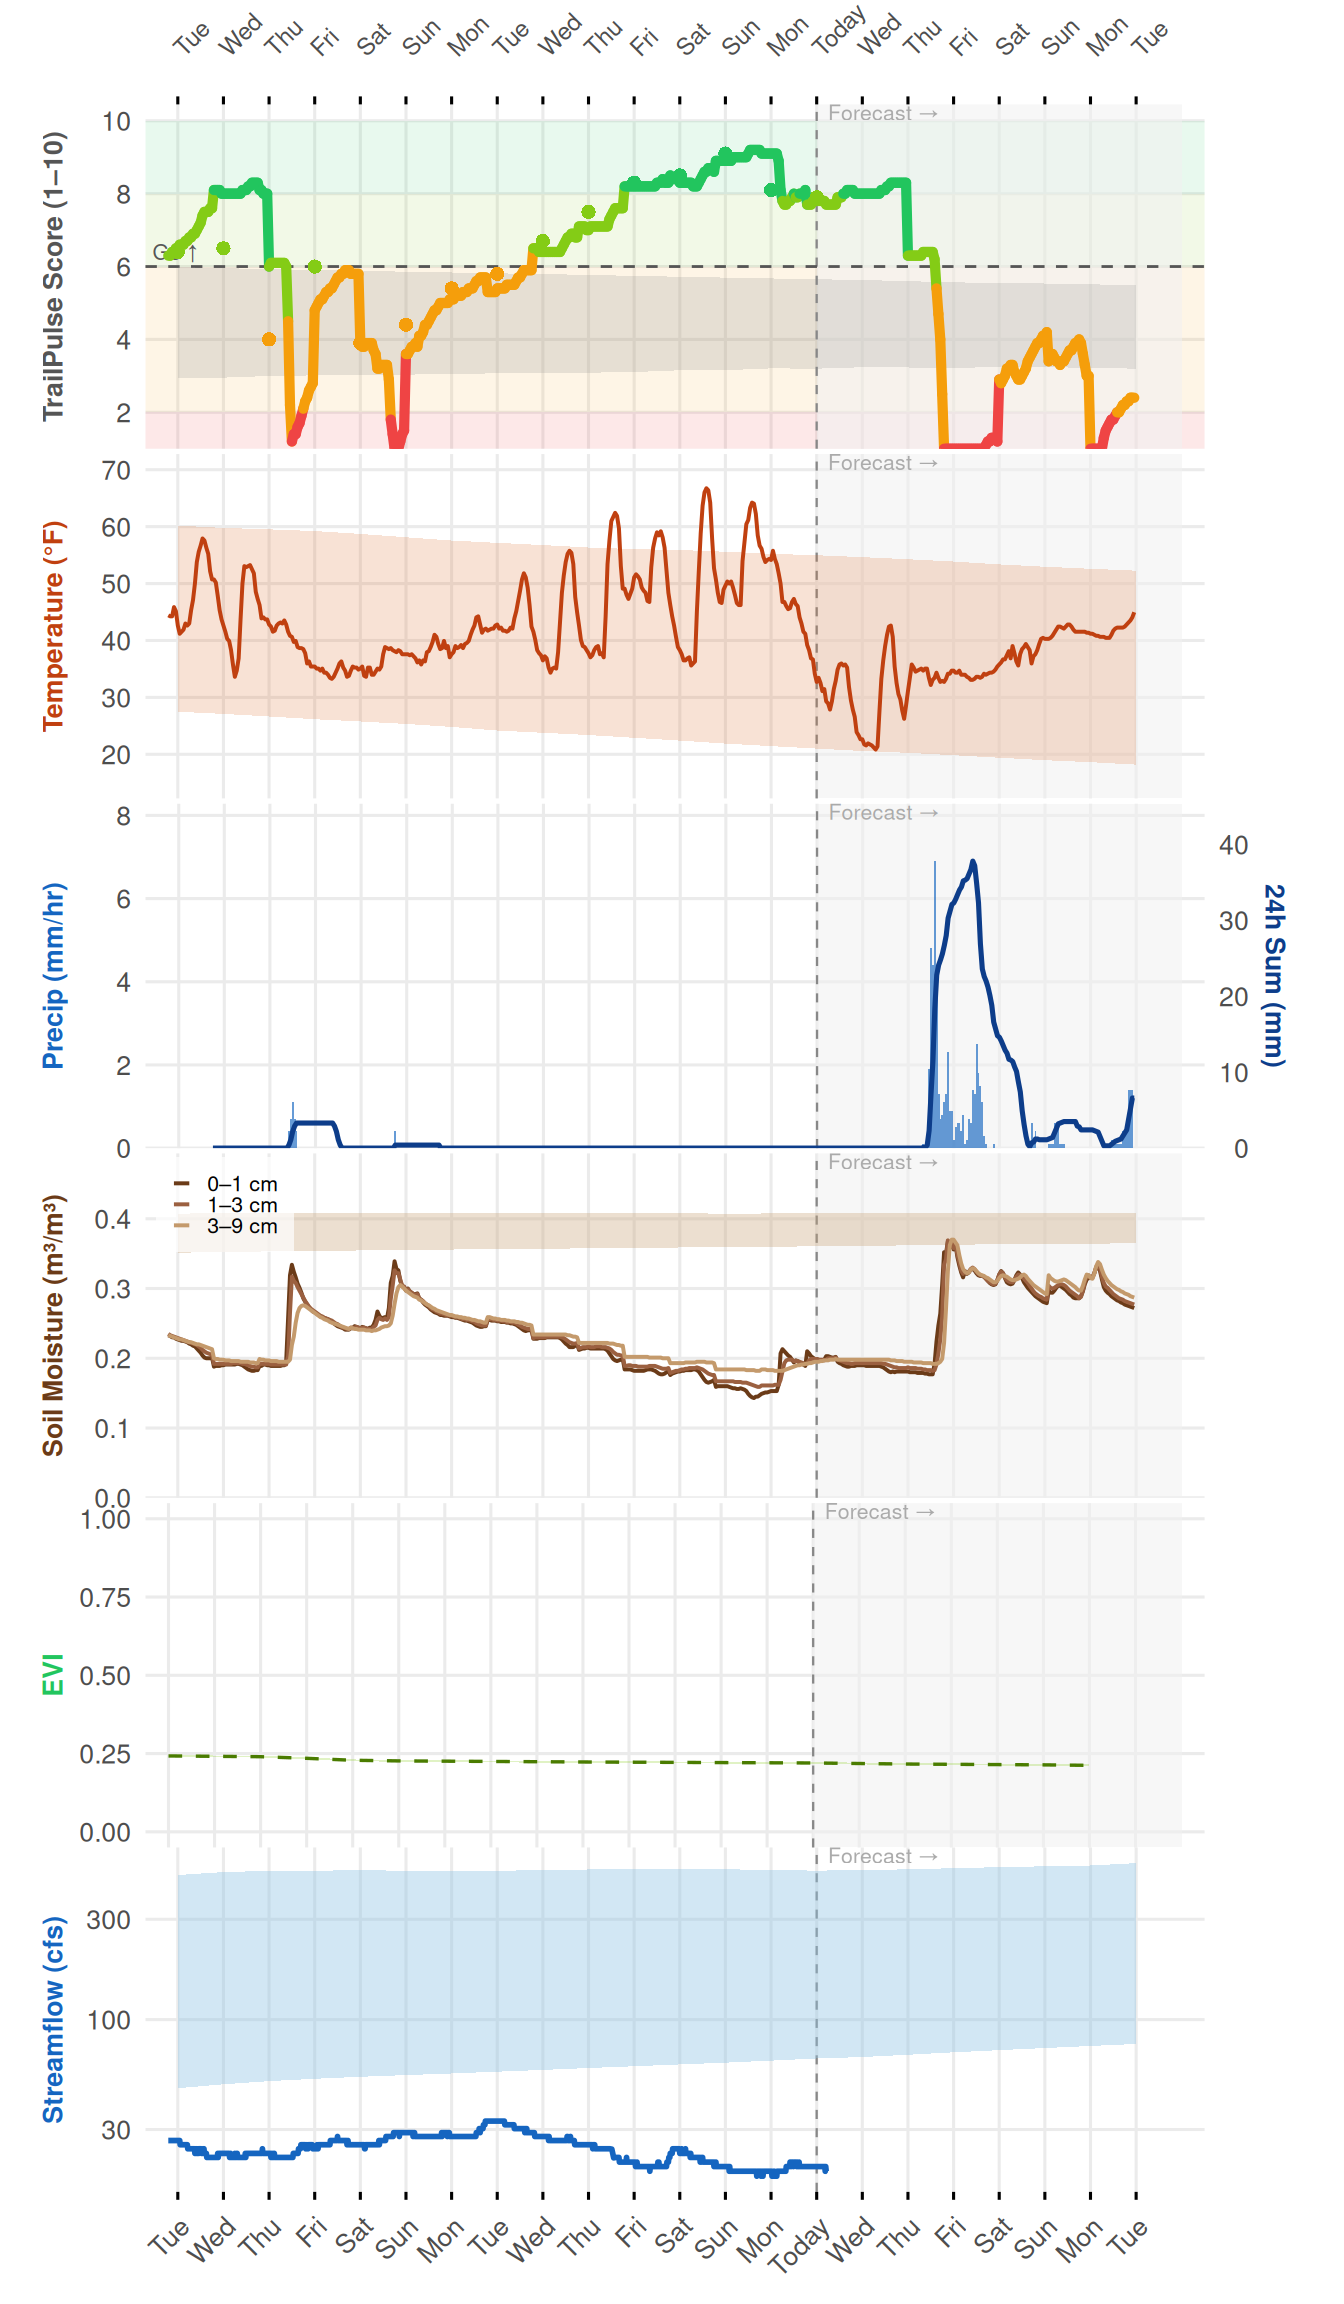 Tue Wed Thu Fri Sat Sun Mon Tue Wed Thu Fri Sat Sun Mon Today Wed Thu Fri Sat Sun Mon Tue
TrailPulse Score (1–10)
10
8
6
4
2
Forecast →
↑
Temperature (°F)
70
60
50
40
30
20
Forecast →
Precip (mm/hr)
8
6
4
2
0
Forecast →
24h Sum (mm)
40
30
20
10
0
Soil Moisture (m³/m³)
0.4
0.3
0.2
0.1
0.0
Forecast →
0–1 cm
1–3 cm
3–9 cm
EVI
1.00
0.75
0.50
0.25
0.00
Forecast →
Streamflow (cfs)
300
100
30
Forecast →
Tue Wed Thu Fri Sat Sun Mon Tue Wed Thu Fri Sat Sun Mon Today Wed Thu Fri Sat Sun Mon Tue